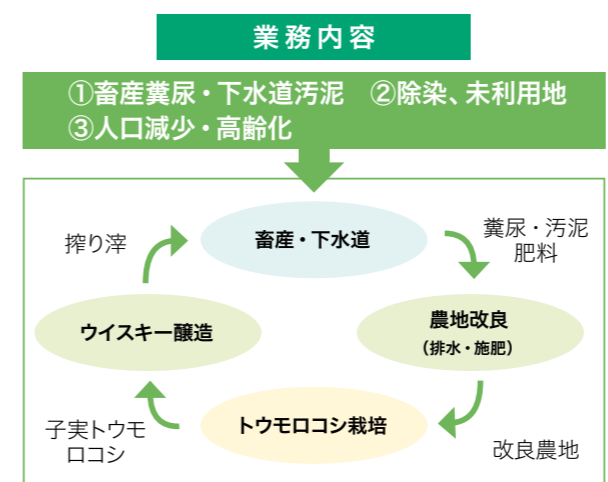 業務内容
①畜産糞尿・下水道汚泥　②除染、未利用地
③人口減少・高齢化
搾り滓
畜産・下水道
糞尿・汚泥
肥料
ウイスキー醸造
農地改良
（排水・施肥）
子実トウモ
ロコシ
トウモロコシ栽培
改良農地